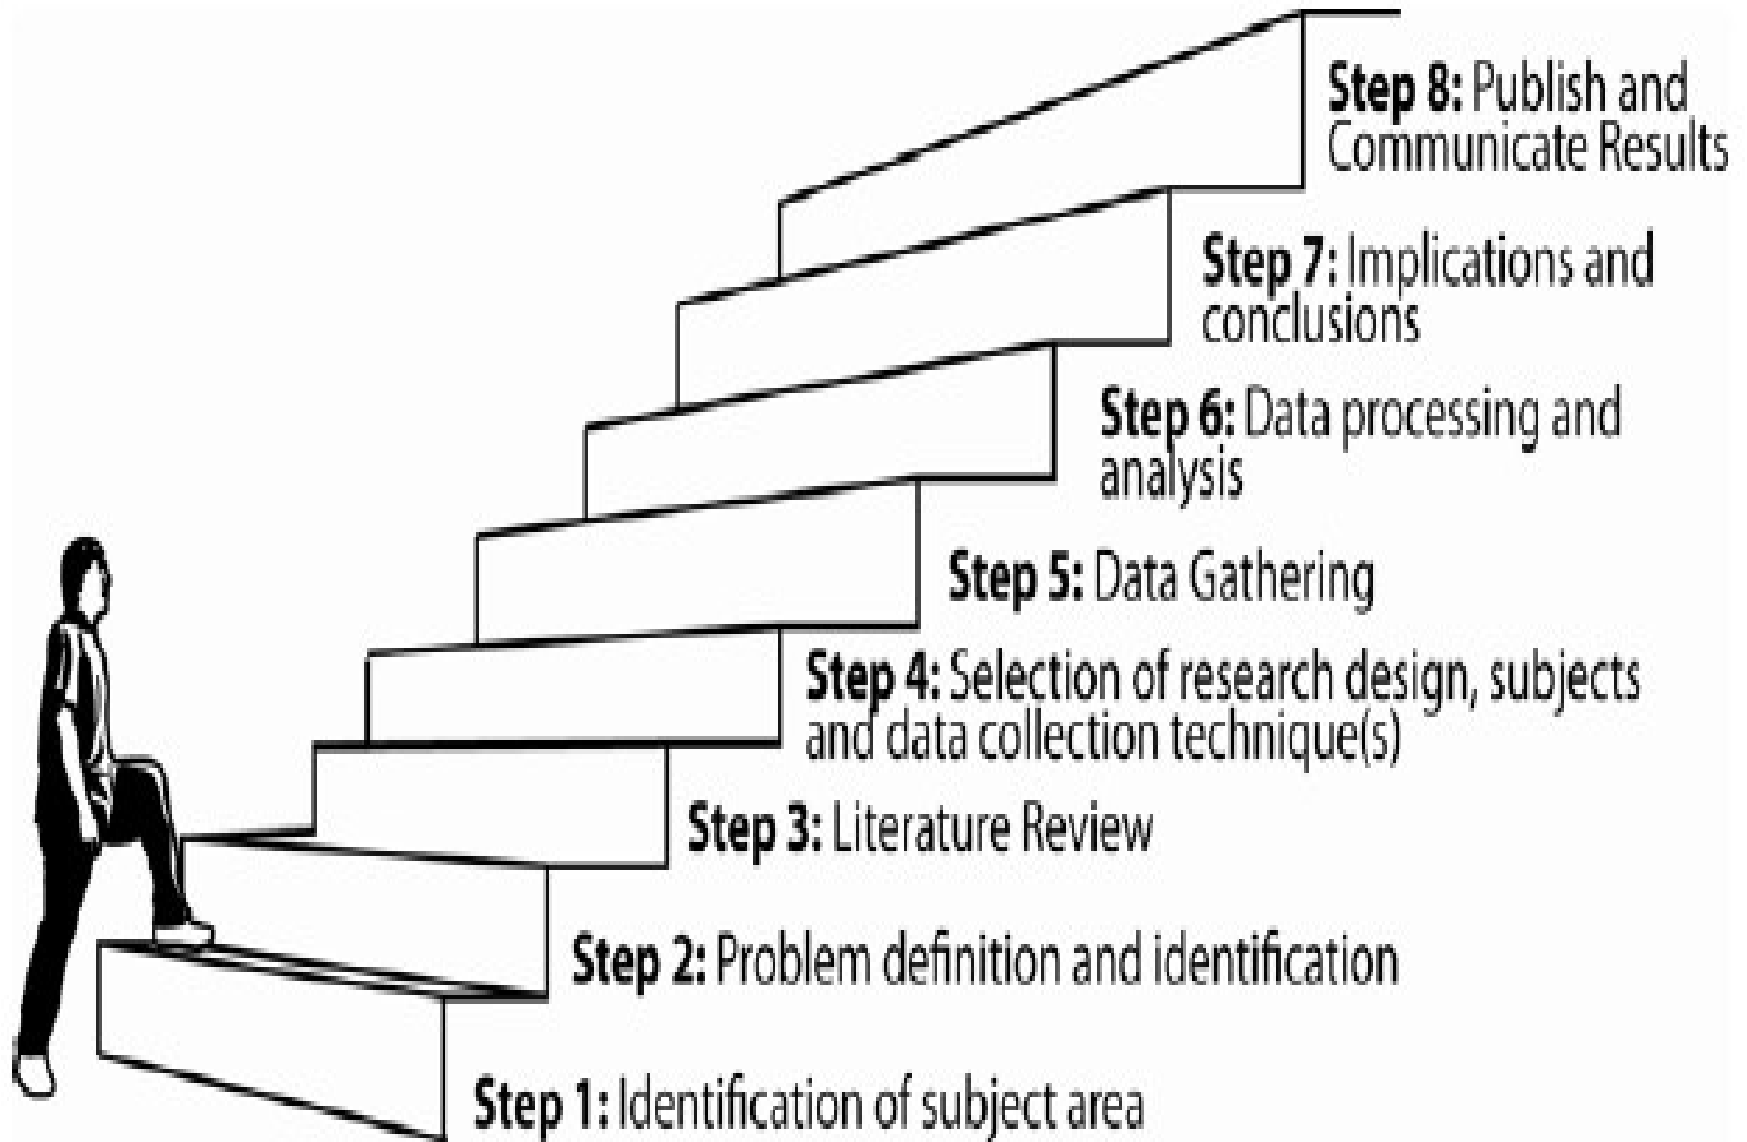 Step 8: Publish and
Communicate Results
Step 7: Implications and
conclusions
Step 6: Data processing and
analysis
Step 5: Data Gathering
Step 4: Selection of research design, subjects
and data collection technique(s)
Step 3: Literature Review
Step 2: Problem definition and identification
Step 1: Identification of subject area